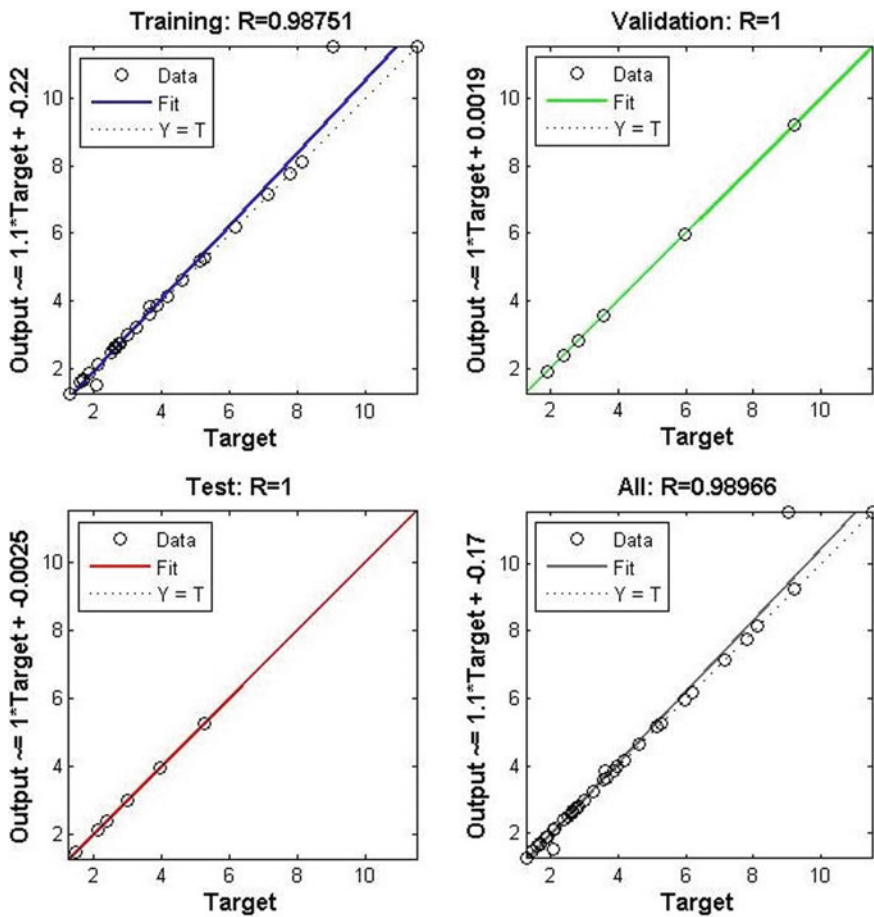 Training: R=0.98751
Output ~= 1.1*Target + -0.22
Data
Fit
Y = T
10
8
6
4
2
2 4 6 8 10
Target
Validation: R=1
Output ~= 1*Target + 0.0019
Data
Fit
Y = T
10
8
6
4
2
2 4 6 8 10
Target
Test: R=1
Output ~= 1*Target + -0.0025
Data
Fit
Y = T
10
8
6
4
2
2 4 6 8 10
Target
All: R=0.98966
Output ~= 1.1*Target + -0.17
Data
Fit
Y = T
10
8
6
4
2
2 4 6 8 10
Target